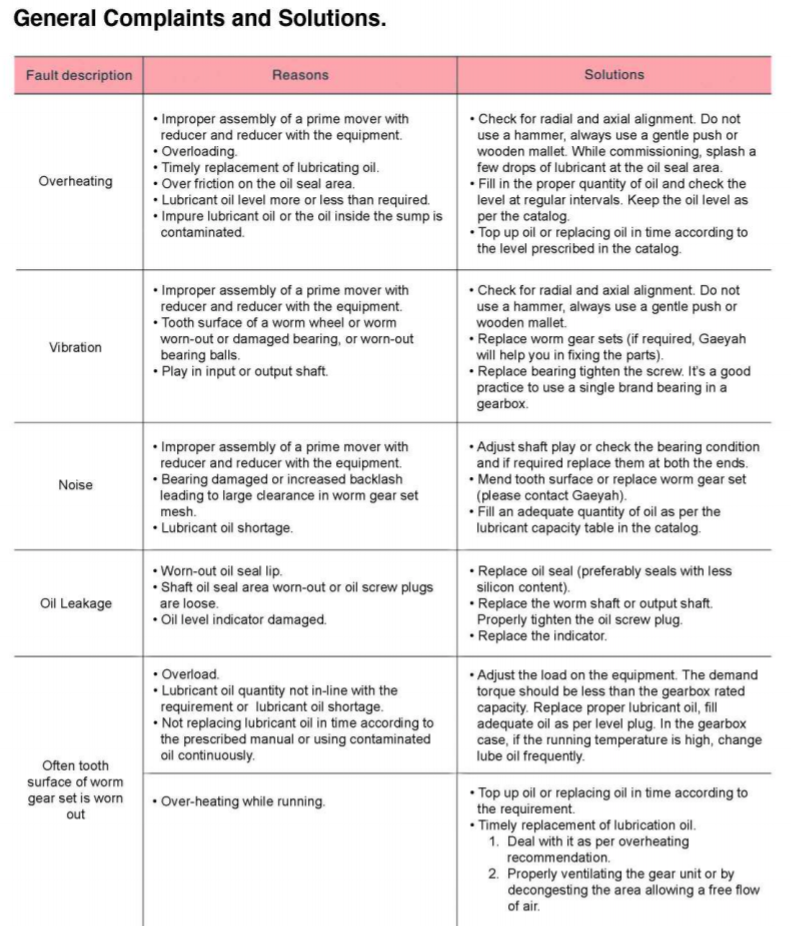 General Complaints and Solutions.
Fault description
Reasons
Solutions
Overheating
• Improper assembly of a prime mover with
reducer and reducer with the equipment.
• Overloading.
• Timely replacement of lubricating oil.
• Over friction on the oil seal area.
• Lubricant oil level more or less than required.
• Impure lubricant oil or the oil inside the sump is
contaminated.
• Check for radial and axial alignment. Do not
use a hammer, always use a gentle push or
wooden mallet. While commissioning, splash a
few drops of lubricant at the oil seal area.
• Fill in the proper quantity of oil and check the
level at regular intervals. Keep the oil level as
per the catalog.
• Top up oil or replacing oil in time according to
the level prescribed in the catalog.
Vibration
• Improper assembly of a prime mover with
reducer and reducer with the equipment.
• Tooth surface of a worm wheel or worm
worn-out or damaged bearing, or worn-out
bearing balls.
• Play in input or output shaft.
• Check for radial and axial alignment. Do not
use a hammer, always use a gentle push or
wooden mallet.
• Replace worm gear sets (if required, Gaeyah
will help you in fixing the parts).
• Replace bearing tighten the screw. It's a good
practice to use a single brand bearing in a
gearbox.
Noise
• Improper assembly of a prime mover with
reducer and reducer with the equipment.
• Bearing damaged or increased backlash
leading to large clearance in worm gear set
mesh.
• Lubricant oil shortage.
• Adjust shaft play or check the bearing condition
and if required replace them at both the ends.
• Mend tooth surface or replace worm gear set
(please contact Gaeyah).
• Fill an adequate quantity of oil as per the
lubricant capacity table in the catalog.
Oil Leakage
• Worn-out oil seal lip.
• Shaft oil seal area worn-out or oil screw plugs
are loose.
• Oil level indicator damaged.
• Replace oil seal (preferably seals with less
silicon content).
• Replace the worm shaft or output shaft.
Properly tighten the oil screw plug.
• Replace the indicator.
Often tooth
surface of worm
gear set is worn
out
• Overload.
• Lubricant oil quantity not in-line with the
requirement or lubricant oil shortage.
• Not replacing lubricant oil in time according to
the prescribed manual or using contaminated
oil continuously.
• Adjust the load on the equipment. The demand
torque should be less than the gearbox rated
capacity. Replace proper lubricant oil, fill
adequate oil as per level plug. In the gearbox
case, if the running temperature is high, change
lube oil frequently.
• Over-heating while running.
• Top up oil or replacing oil in time according to
the requirement.
• Timely replacement of lubrication oil.
1. Deal with it as per overheating
recommendation.
2. Properly ventilating the gear unit or by
decongesting the area allowing a free flow
of air.